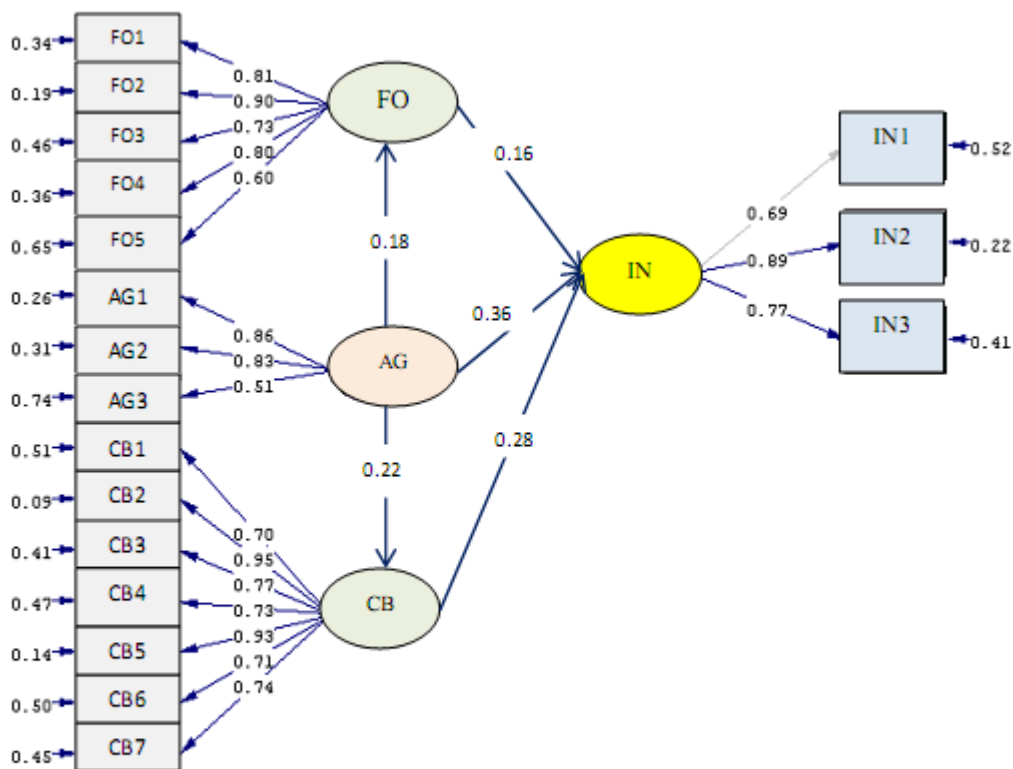 0.34 FO1
0.19 FO2
0.46 FO3
0.36 FO4
0.65 FO5
0.26 AG1
0.31 AG2
0.74 AG3
0.51 CB1
0.09 CB2
0.41 CB3
0.47 CB4
0.14 CB5
0.50 CB6
0.45 CB7
0.81
0.90
0.73
0.80
0.60
0.86
0.83
0.51
0.70
0.95
0.77
0.73
0.93
0.71
0.74
FO
0.18
AG
0.22
CB
0.16
0.36
0.28
IN
0.69
0.89
0.77
IN1 0.52
IN2 0.22
IN3 0.41